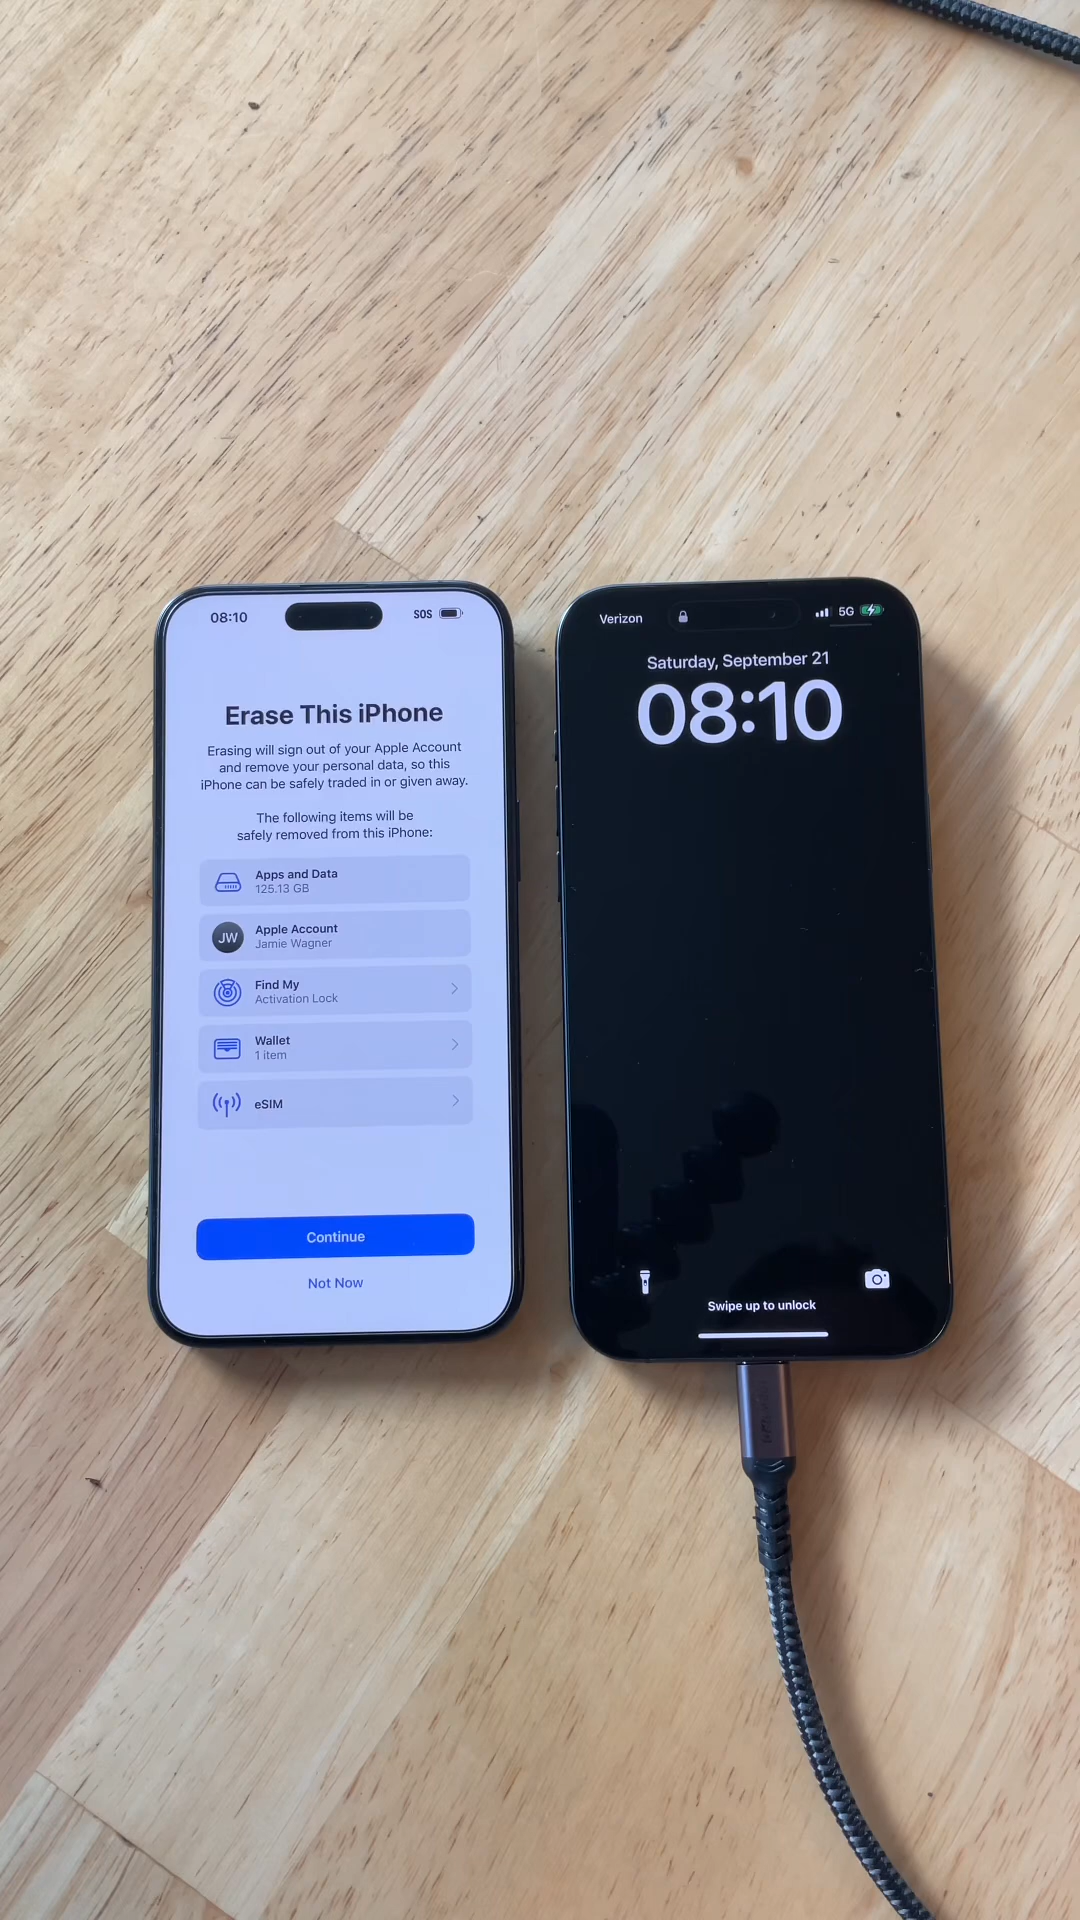 08:10
SOS
Erase This iPhone
Erasing will sign out of your Apple Account
and remove your personal data, so this
iPhone can be safely traded in or given away.
The following items will be
safely removed from this iPhone:
Apps and Data
125.13 GB
JW
Apple Account
Jamie Wagner
Find My
Activation Lock
Wallet
1 item
eSIM
Continue
Not Now
Verizon
5G
Saturday, September 21
08:10
Swipe up to unlock